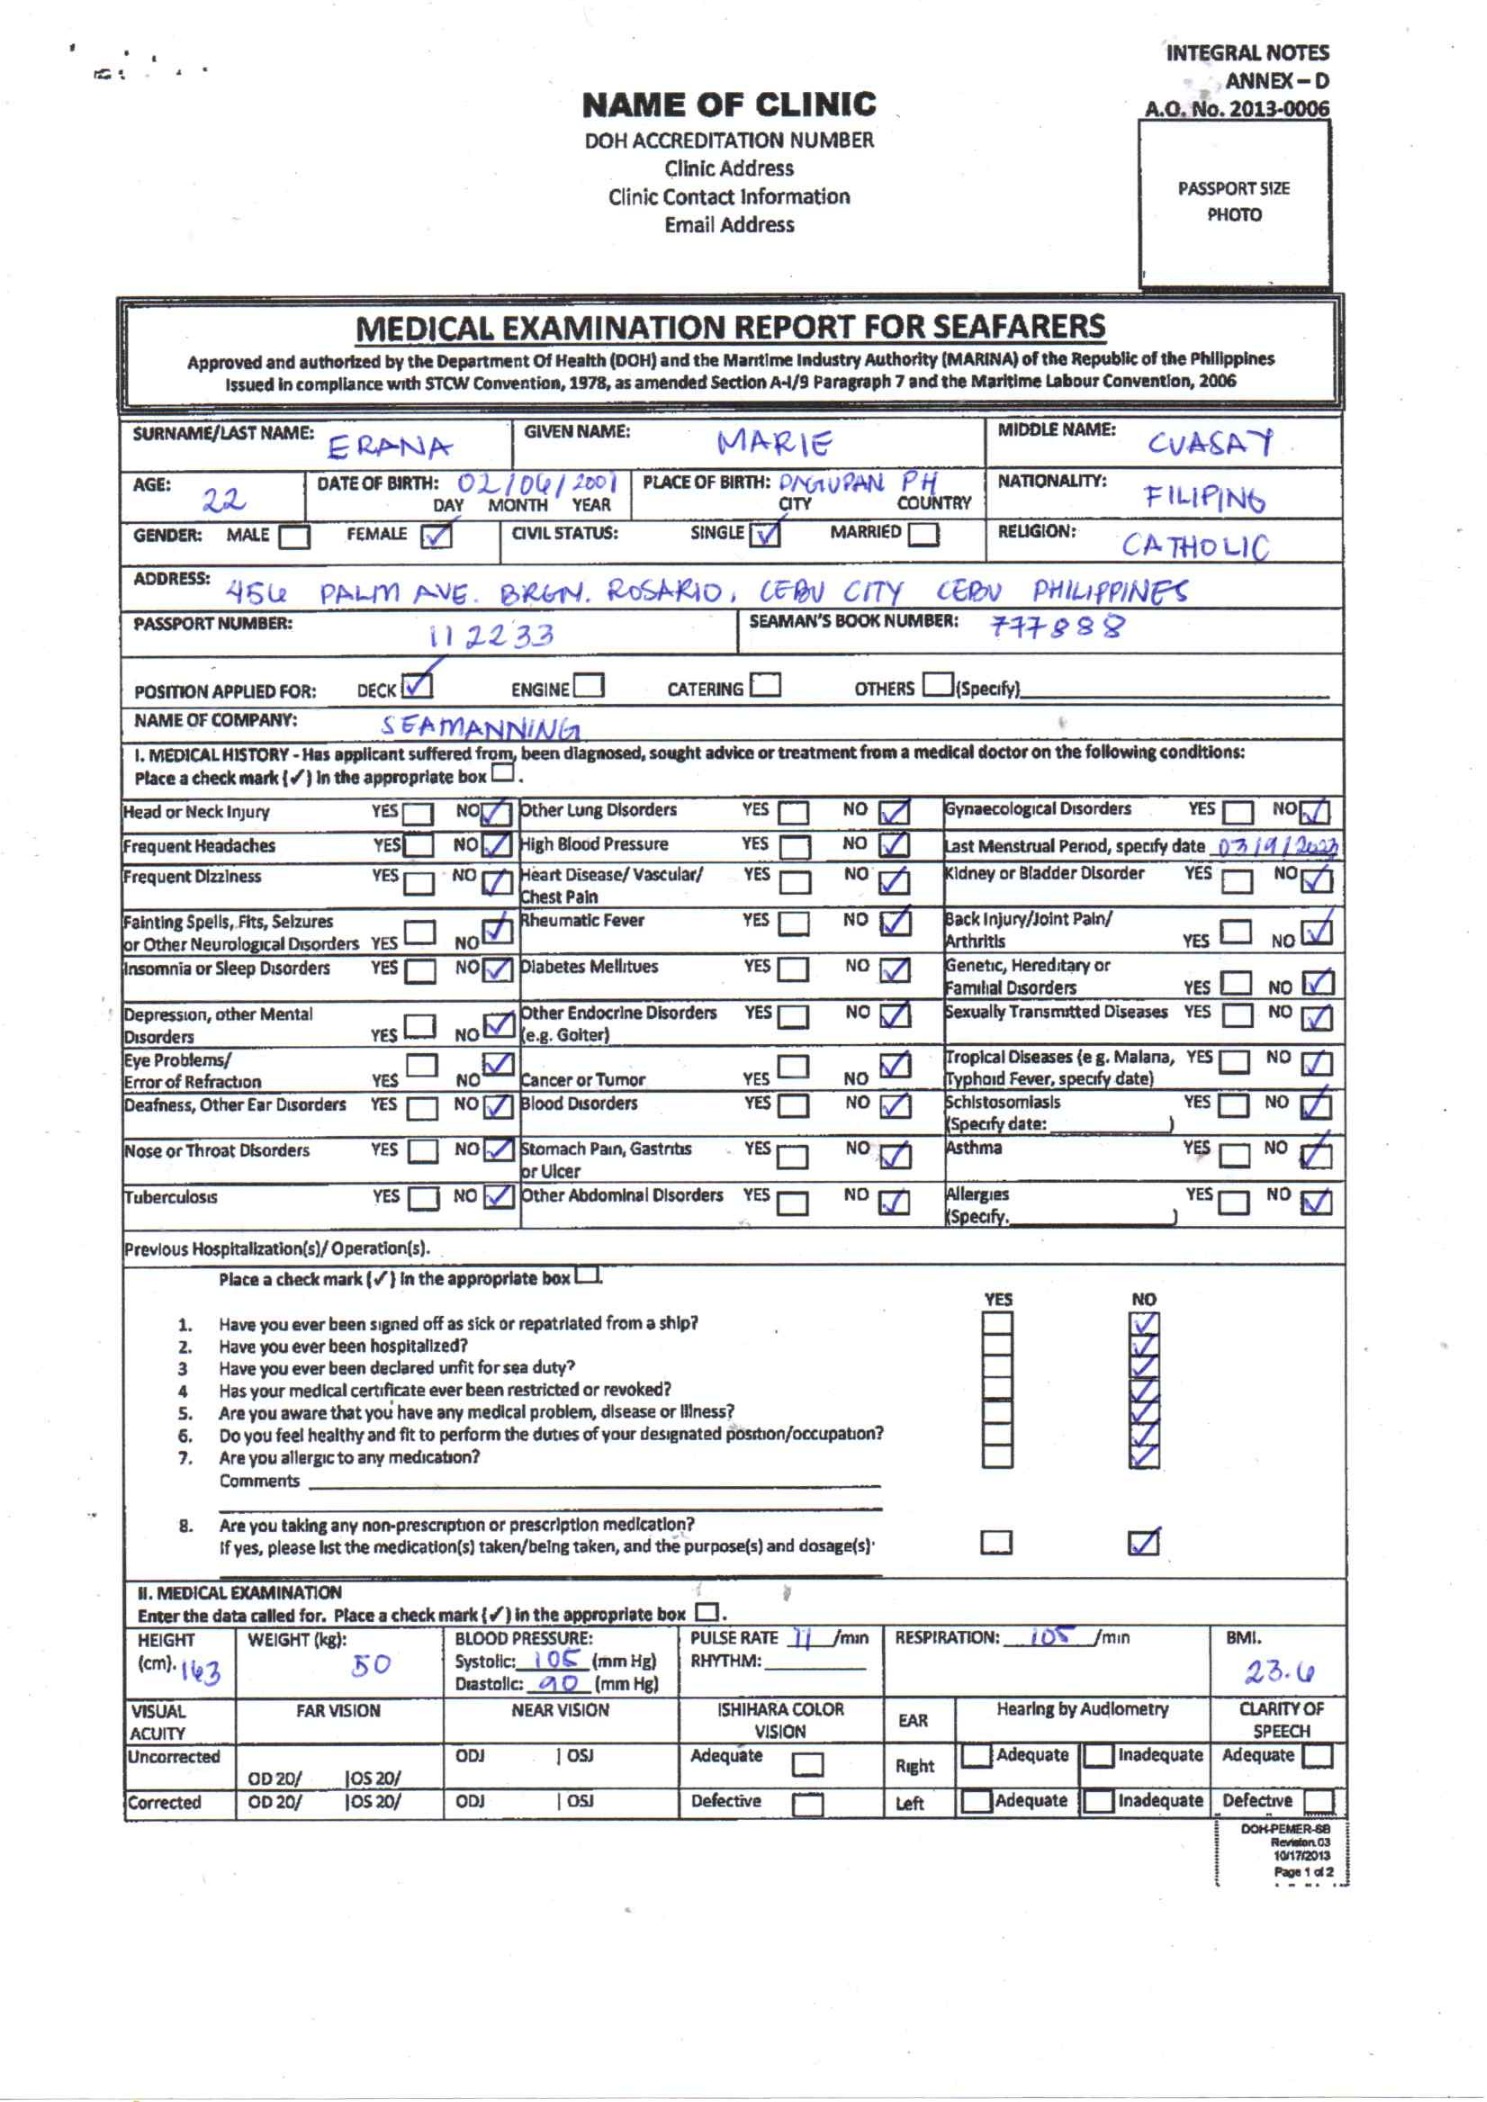 INTEGRAL NOTES
ANNEX – D
A.O. No. 2013-0006
NAME OF CLINIC
DOH ACCREDITATION NUMBER
Clinic Address
Clinic Contact Information
Email Address
PASSPORT SIZE
PHOTO
MEDICAL EXAMINATION REPORT FOR SEAFARERS
Approved and authorized by the Department Of Health (DOH) and the Maritime Industry Authority (MARINA) of the Republic of the Philippines
Issued in compliance with STCW Convention, 1978, as amended Section A-I/9 Paragraph 7 and the Maritime Labour Convention, 2006
SURNAME/LAST NAME: ERANA GIVEN NAME: MARIE MIDDLE NAME: CUASAY
AGE: 22 DATE OF BIRTH: 02/06/2001 PLACE OF BIRTH: DAGUPAN PH NATIONALITY: FILIPINO
DAY MONTH YEAR CITY COUNTRY
GENDER: MALE FEMALE ✓ CIVIL STATUS: SINGLE ✓ MARRIED RELIGION: CATHOLIC
ADDRESS: 456 PALM AVE. BRGY. ROSARIO, CEBU CITY CEBU PHILIPPINES
PASSPORT NUMBER: 112233 SEAMAN'S BOOK NUMBER: 777888
POSITION APPLIED FOR: DECK ✓ ENGINE CATERING OTHERS (Specify)
NAME OF COMPANY: SEAMANNING
I. MEDICAL HISTORY - Has applicant suffered from, been diagnosed, sought advice or treatment from a medical doctor on the following conditions:
Place a check mark (✓) in the appropriate box .
Head or Neck Injury YES NO ✓ Other Lung Disorders YES NO ✓ Gynaecological Disorders YES NO ✓
Frequent Headaches YES NO ✓ High Blood Pressure YES NO ✓ Last Menstrual Period, specify date 03/9/2023
Frequent Dizziness YES NO ✓ Heart Disease/ Vascular/ YES NO ✓ Kidney or Bladder Disorder YES NO ✓
Chest Pain
Fainting Spells, Fits, Seizures Rheumatic Fever YES NO ✓ Back Injury/Joint Pain/
or Other Neurological Disorders YES NO ✓ Arthritis YES NO ✓
Insomnia or Sleep Disorders YES NO ✓ Diabetes Mellitues YES NO ✓ Genetic, Hereditary or
Familial Disorders YES NO ✓
Depression, other Mental Other Endocrine Disorders YES NO ✓ Sexually Transmitted Diseases YES NO ✓
Disorders YES NO ✓ (e.g. Goiter)
Eye Problems/ Tropical Diseases (e g. Malaria, YES NO ✓
Error of Refraction YES NO ✓ Cancer or Tumor YES NO ✓ Typhoid Fever, specify date)
Deafness, Other Ear Disorders YES NO ✓ Blood Disorders YES NO ✓ Schistosomiasis YES NO ✓
(Specify date: )
Nose or Throat Disorders YES NO ✓ Stomach Pain, Gastritis YES NO ✓ Asthma YES NO ✓
or Ulcer
Tuberculosis YES NO ✓ Other Abdominal Disorders YES NO ✓ Allergies YES NO ✓
(Specify. )
Previous Hospitalization(s)/ Operation(s).
Place a check mark (✓) in the appropriate box .
YES NO
1. Have you ever been signed off as sick or repatriated from a ship? ✓
2. Have you ever been hospitalized? ✓
3 Have you ever been declared unfit for sea duty? ✓
4 Has your medical certificate ever been restricted or revoked? ✓
5. Are you aware that you have any medical problem, disease or illness? ✓
6. Do you feel healthy and fit to perform the duties of your designated position/occupation? ✓
7. Are you allergic to any medication? ✓
Comments
8. Are you taking any non-prescription or prescription medication?
If yes, please list the medication(s) taken/being taken, and the purpose(s) and dosage(s)· ✓
II. MEDICAL EXAMINATION
Enter the data called for. Place a check mark (✓) in the appropriate box .
HEIGHT WEIGHT (kg): BLOOD PRESSURE: PULSE RATE 71 /min RESPIRATION: 105 /min BMI.
(cm). 163 50 Systolic: 105 (mm Hg) RHYTHM: 23.6
Diastolic: 90 (mm Hg)
VISUAL FAR VISION NEAR VISION ISHIHARA COLOR EAR Hearing by Audiometry CLARITY OF
ACUITY VISION SPEECH
Uncorrected ODJ | OSJ Adequate Right Adequate Inadequate Adequate
OD 20/ |OS 20/
Corrected OD 20/ |OS 20/ ODJ | OSJ Defective Left Adequate Inadequate Defective
DOH-PEMER-SB
Revision.03
10/17/2013
Page 1 of 2